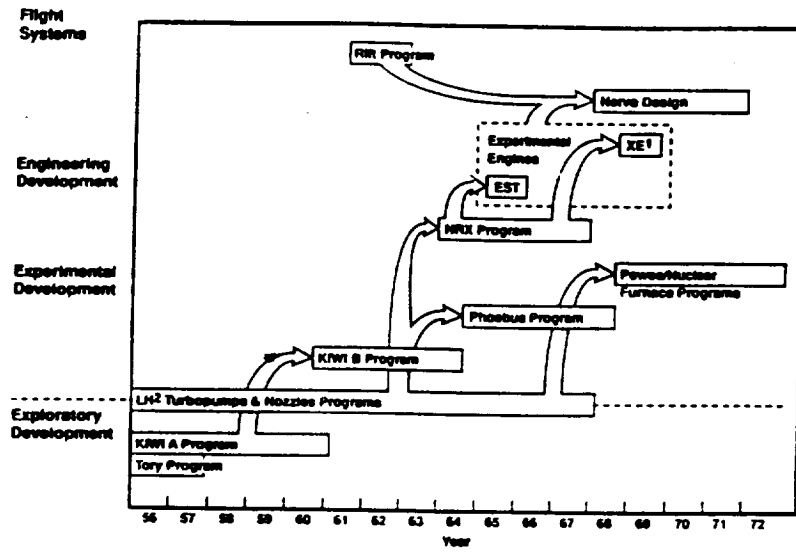 Flight
Systems
RIft Program
Nerva Design
Experimental
Engines
XE1
Engineering
Development
EST
NRX Program
Experimental
Development
Pewee/Nuclear
Furnace Programs
Phoebus Program
KIWI B Program
LH2 Turbopumps & Nozzles Programs
Exploratory
Development
KIWI A Program
Tory Program
56 57 58 59 60 61 62 63 64 65 66 67 68 69 70 71 72
Year